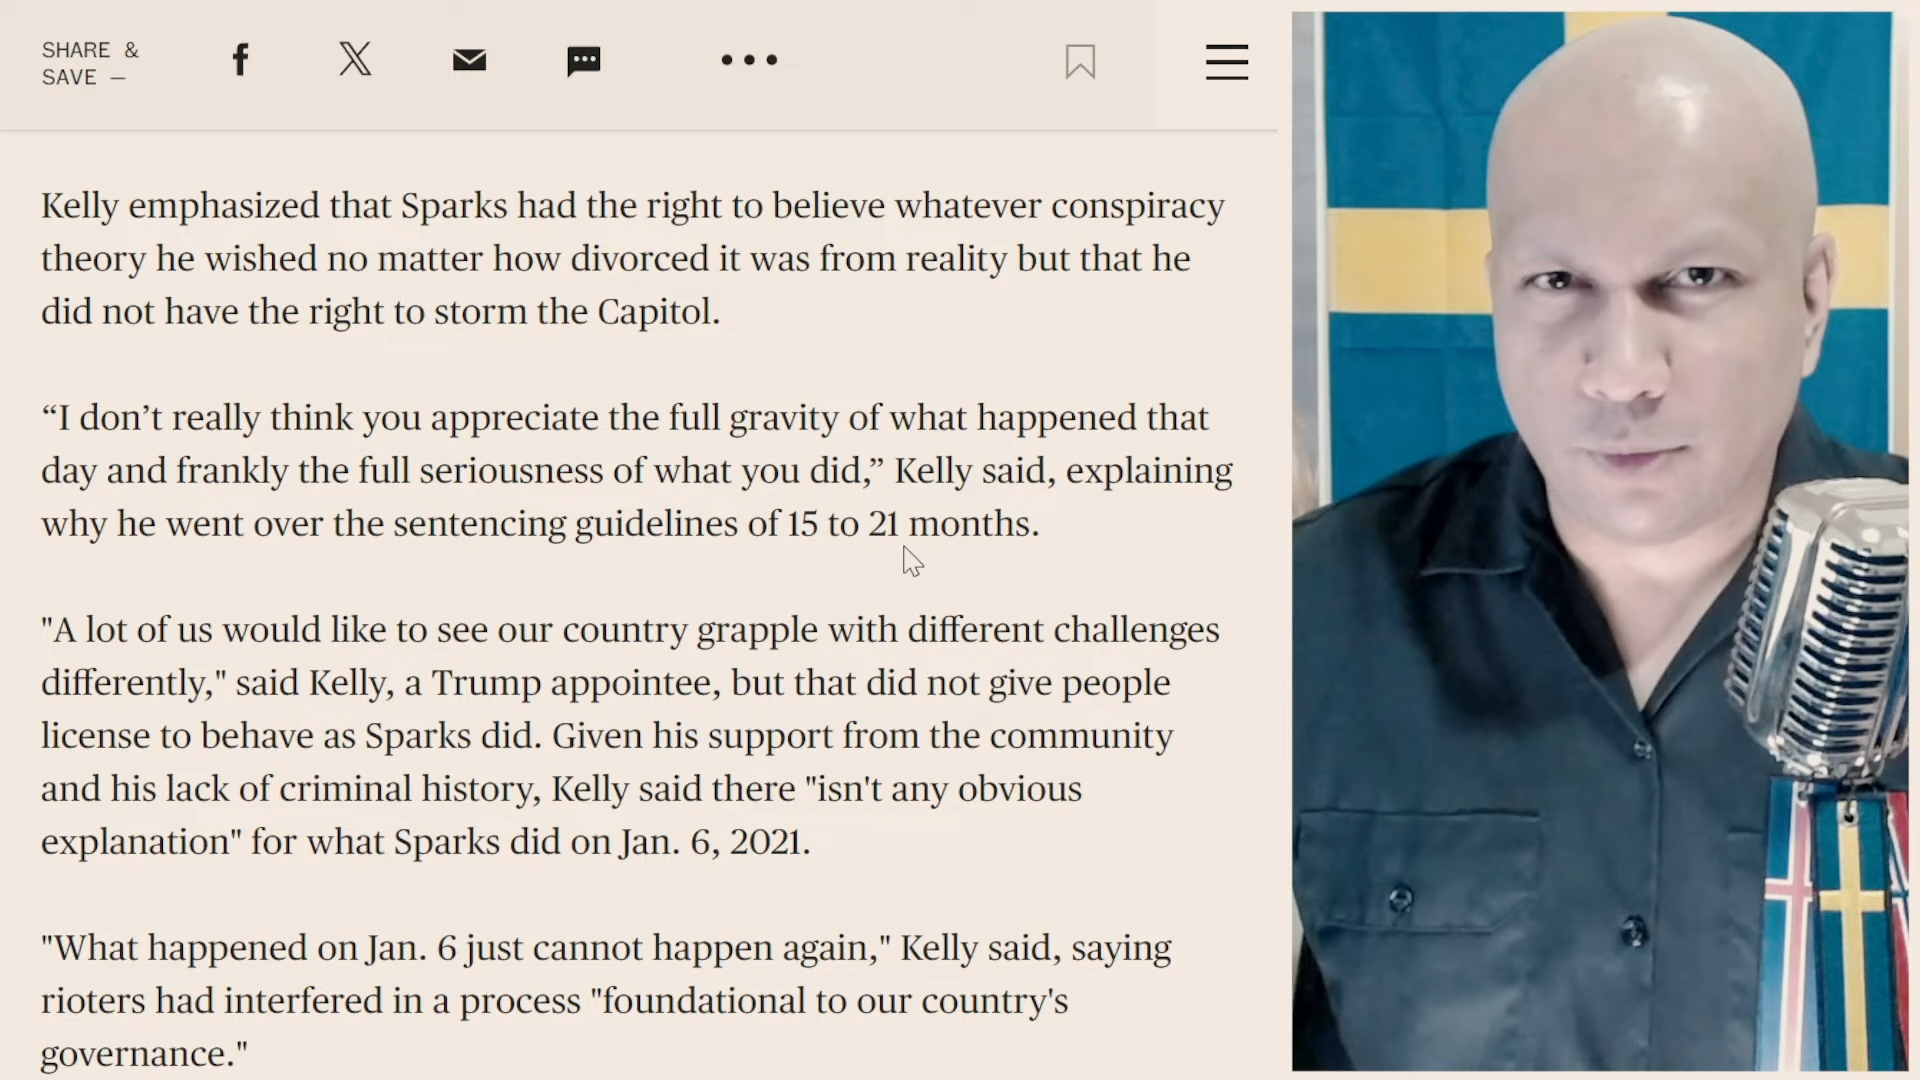 SHARE &
SAVE —
Kelly emphasized that Sparks had the right to believe whatever conspiracy
theory he wished no matter how divorced it was from reality but that he
did not have the right to storm the Capitol.
“I don’t really think you appreciate the full gravity of what happened that
day and frankly the full seriousness of what you did,” Kelly said, explaining
why he went over the sentencing guidelines of 15 to 21 months.
"A lot of us would like to see our country grapple with different challenges
differently," said Kelly, a Trump appointee, but that did not give people
license to behave as Sparks did. Given his support from the community
and his lack of criminal history, Kelly said there "isn't any obvious
explanation" for what Sparks did on Jan. 6, 2021.
"What happened on Jan. 6 just cannot happen again," Kelly said, saying
rioters had interfered in a process "foundational to our country's
governance."